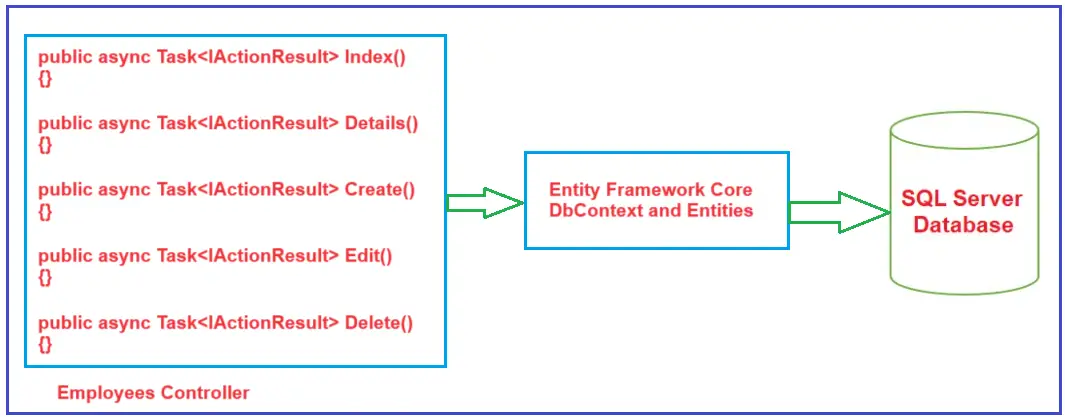 public async Task<IActionResult> Index()
{}
public async Task<IActionResult> Details()
{}
public async Task<IActionResult> Create()
{}
public async Task<IActionResult> Edit()
{}
public async Task<IActionResult> Delete()
{}
Employees Controller
Entity Framework Core
DbContext and Entities
SQL Server
Database